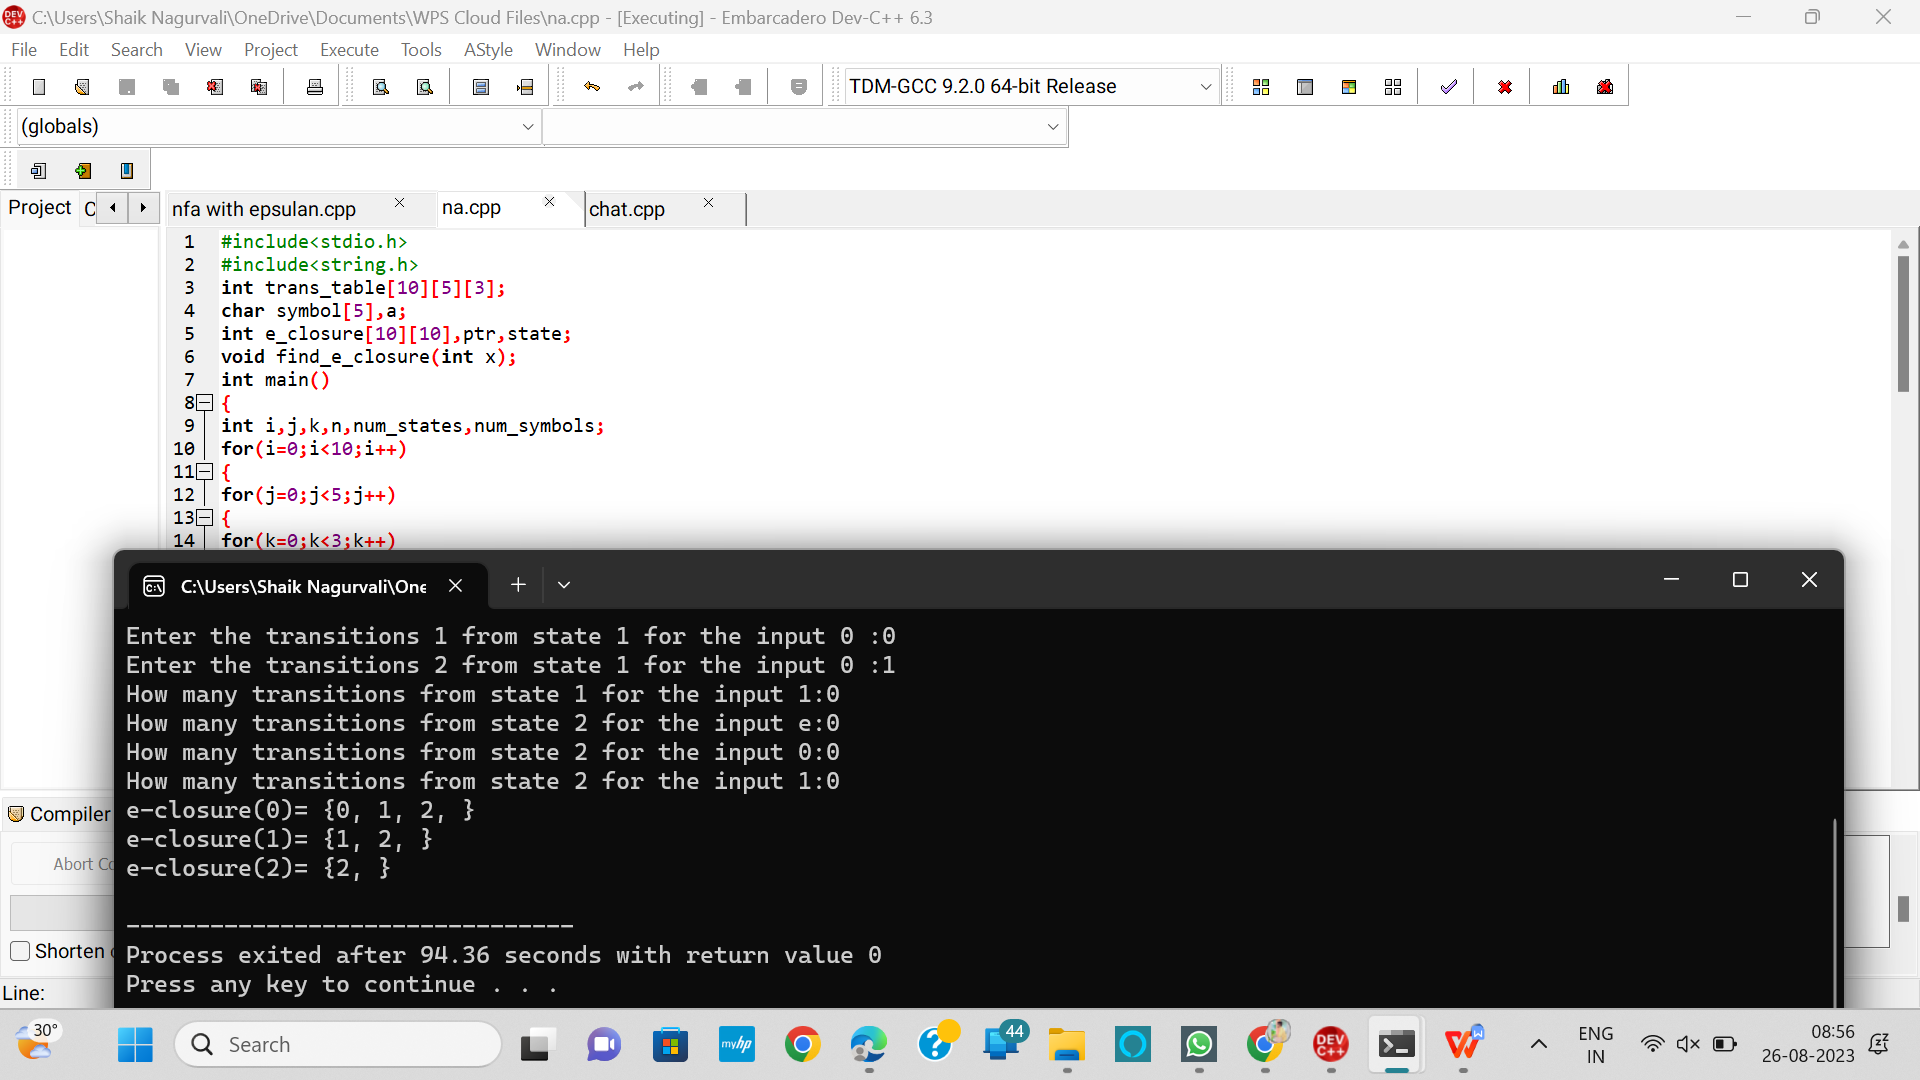 C:\Users\Shaik Nagurvali\OneDrive\Documents\WPS Cloud Files\na.cpp - [Executing] - Embarcadero Dev-C++ 6.3
File Edit Search View Project Execute Tools AStyle Window Help
TDM-GCC 9.2.0 64-bit Release
(globals)
Project C nfa with epsulan.cpp na.cpp chat.cpp
1 #include<stdio.h>
2 #include<string.h>
3 int trans_table[10][5][3];
4 char symbol[5],a;
5 int e_closure[10][10],ptr,state;
6 void find_e_closure(int x);
7 int main()
8 {
9 int i,j,k,n,num_states,num_symbols;
10 for(i=0;i<10;i++)
11 {
12 for(j=0;j<5;j++)
13 {
14 for(k=0;k<3;k++)
C:\Users\Shaik Nagurvali\One
Enter the transitions 1 from state 1 for the input 0 :0
Enter the transitions 2 from state 1 for the input 0 :1
How many transitions from state 1 for the input 1:0
How many transitions from state 2 for the input e:0
How many transitions from state 2 for the input 0:0
How many transitions from state 2 for the input 1:0
e-closure(0)= {0, 1, 2, }
e-closure(1)= {1, 2, }
e-closure(2)= {2, }
--------------------------------
Process exited after 94.36 seconds with return value 0
Press any key to continue . . .
Compiler
Abort Co
Shorten
Line:
30°
Search
myhp
44
DEV C++
ENG
IN
08:56
26-08-2023